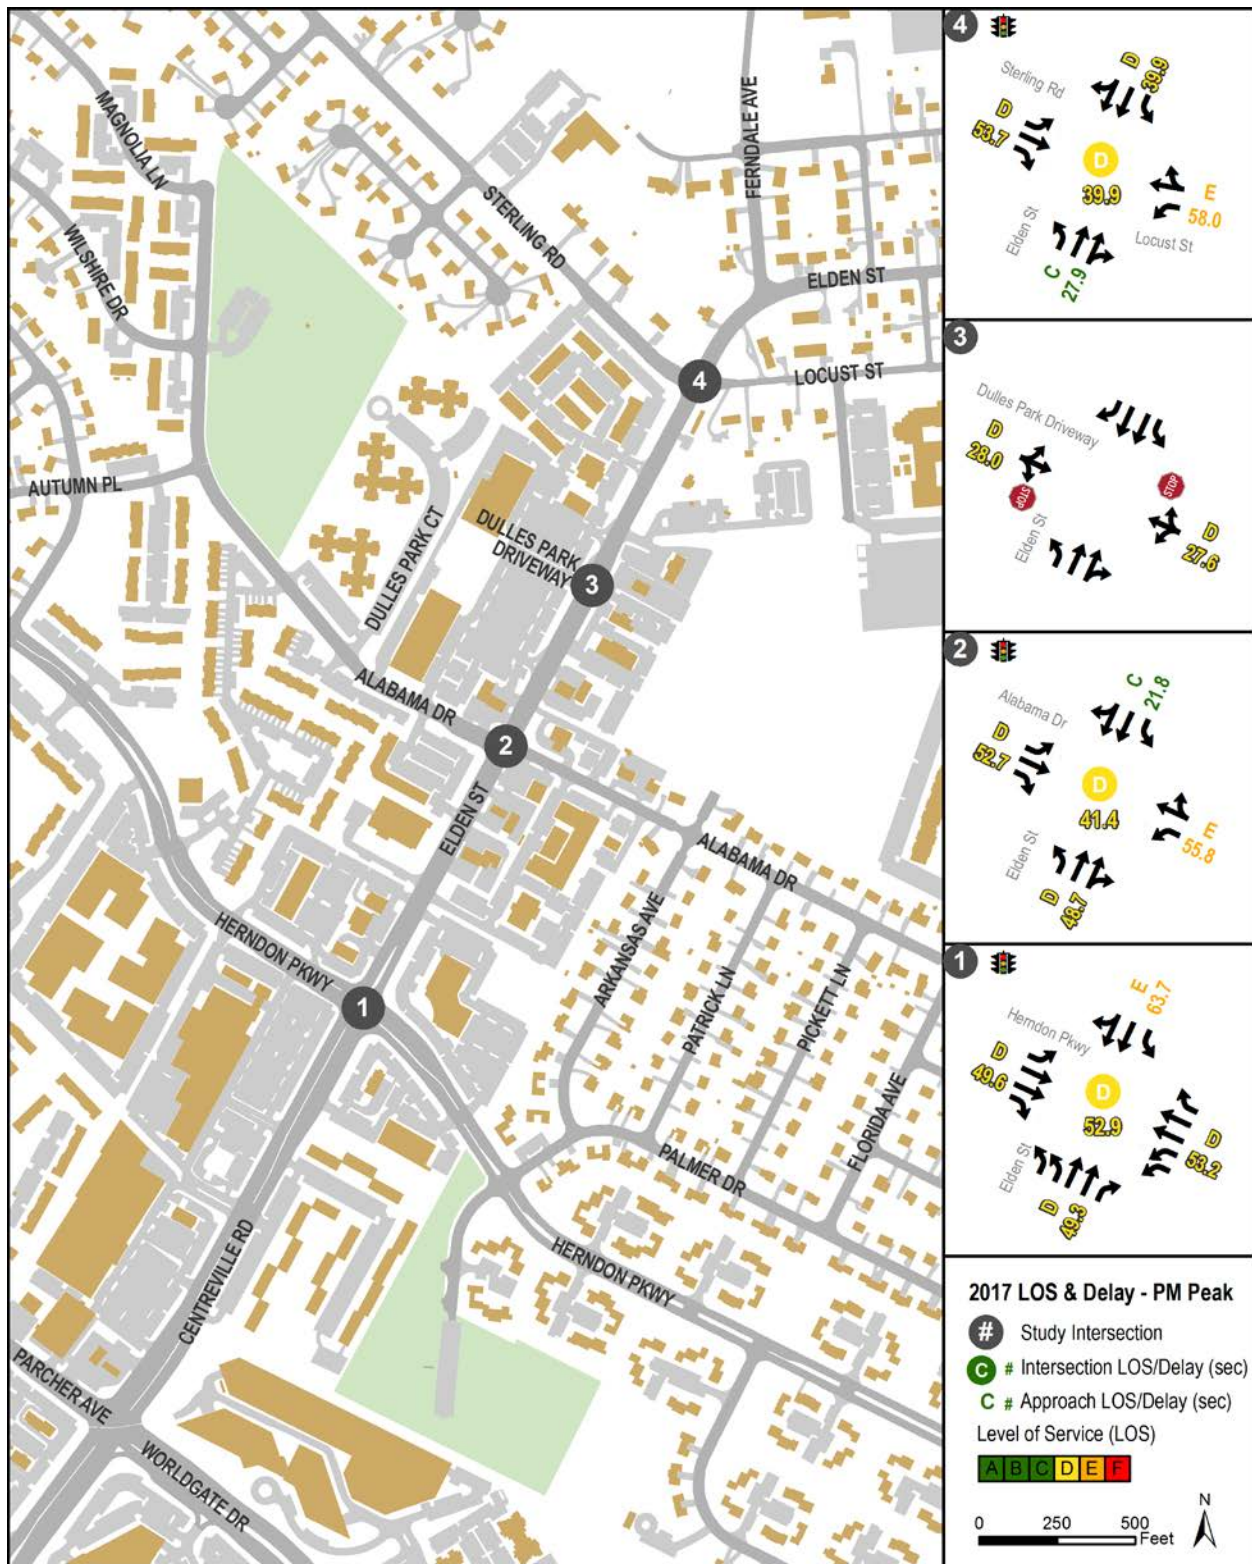 MAGNOLIA LN
WILSHIRE DR
AUTUMN PL
STERLING RD
FERNDALE AVE
ELDEN ST
LOCUST ST
4
DULLES PARK CT
DULLES PARK
DRIVEWAY
3
ALABAMA DR
2
ELDEN ST
ALABAMA DR
HERNDON PKWY
1
ARKANSAS AVE
PATRICK LN
PICKETT LN
FLORIDA AVE
PALMER DR
HERNDON PKWY
CENTREVILLE RD
PARCHER AVE
WORLDGATE DR
4
Sterling Rd
D
39.9
D
53.7
D
39.9
E
58.0
Elden St
Locust St
C
27.9
3
Dulles Park Driveway
D
28.0
STOP
STOP
Elden St
D
27.6
2
Alabama Dr
C
21.8
D
52.7
D
41.4
E
55.8
Elden St
D
48.7
1
Herndon Pkwy
E
63.7
D
49.6
D
52.9
D
53.2
Elden St
D
49.3
2017 LOS & Delay - PM Peak
# Study Intersection
C # Intersection LOS/Delay (sec)
C # Approach LOS/Delay (sec)
Level of Service (LOS)
A B C D E F
N
0 250 500
Feet